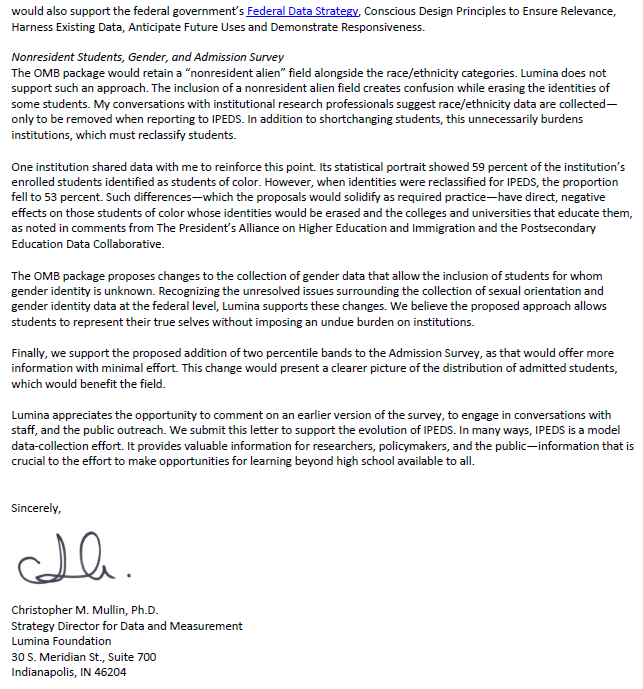 would also support the federal government's Federal Data Strategy, Conscious Design Principles to Ensure Relevance,
Harness Existing Data, Anticipate Future Uses and Demonstrate Responsiveness.
Nonresident Students, Gender, and Admission Survey
The OMB package would retain a “nonresident alien” field alongside the race/ethnicity categories. Lumina does not
support such an approach. The inclusion of a nonresident alien field creates confusion while erasing the identities of
some students. My conversations with institutional research professionals suggest race/ethnicity data are collected—
only to be removed when reporting to IPEDS. In addition to shortchanging students, this unnecessarily burdens
institutions, which must reclassify students.
One institution shared data with me to reinforce this point. Its statistical portrait showed 59 percent of the institution's
enrolled students identified as students of color. However, when identities were reclassified for IPEDS, the proportion
fell to 53 percent. Such differences—which the proposals would solidify as required practice—have direct, negative
effects on those students of color whose identities would be erased and the colleges and universities that educate them,
as noted in comments from The President's Alliance on Higher Education and Immigration and the Postsecondary
Education Data Collaborative.
The OMB package proposes changes to the collection of gender data that allow the inclusion of students for whom
gender identity is unknown. Recognizing the unresolved issues surrounding the collection of sexual orientation and
gender identity data at the federal level, Lumina supports these changes. We believe the proposed approach allows
students to represent their true selves without imposing an undue burden on institutions.
Finally, we support the proposed addition of two percentile bands to the Admission Survey, as that would offer more
information with minimal effort. This change would present a clearer picture of the distribution of admitted students,
which would benefit the field.
Lumina appreciates the opportunity to comment on an earlier version of the survey, to engage in conversations with
staff, and the public outreach. We submit this letter to support the evolution of IPEDS. In many ways, IPEDS is a model
data-collection effort. It provides valuable information for researchers, policymakers, and the public—information that is
crucial to the effort to make opportunities for learning beyond high school available to all.
Sincerely,
Christopher M. Mullin, Ph.D.
Strategy Director for Data and Measurement
Lumina Foundation
30 S. Meridian St., Suite 700
Indianapolis, IN 46204